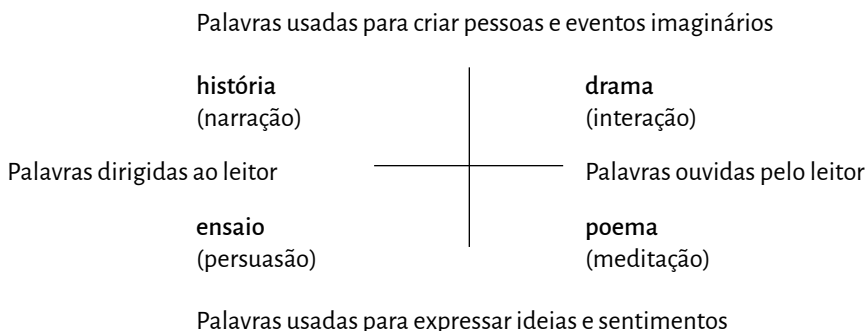 Palavras usadas para criar pessoas e eventos imaginários
história drama
(narração) (interação)
Palavras dirigidas ao leitor Palavras ouvidas pelo leitor
ensaio poema
(persuasão) (meditação)
Palavras usadas para expressar ideias e sentimentos